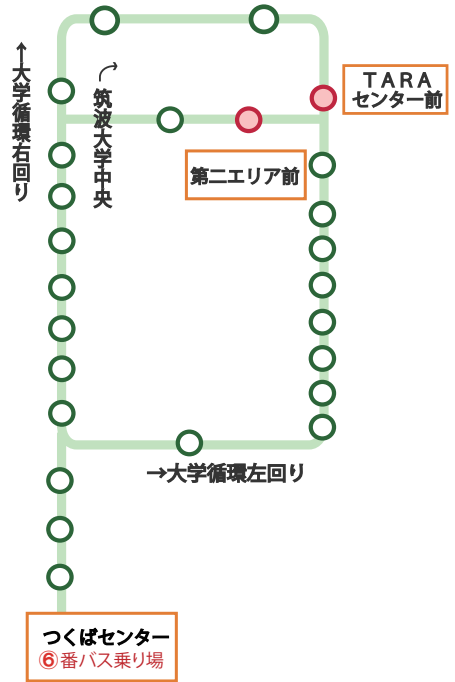 ↑大学循環右回り
筑波大学中央
TARA
センター前
第二エリア前
→大学循環左回り
つくばセンター
⑥番バス乗り場